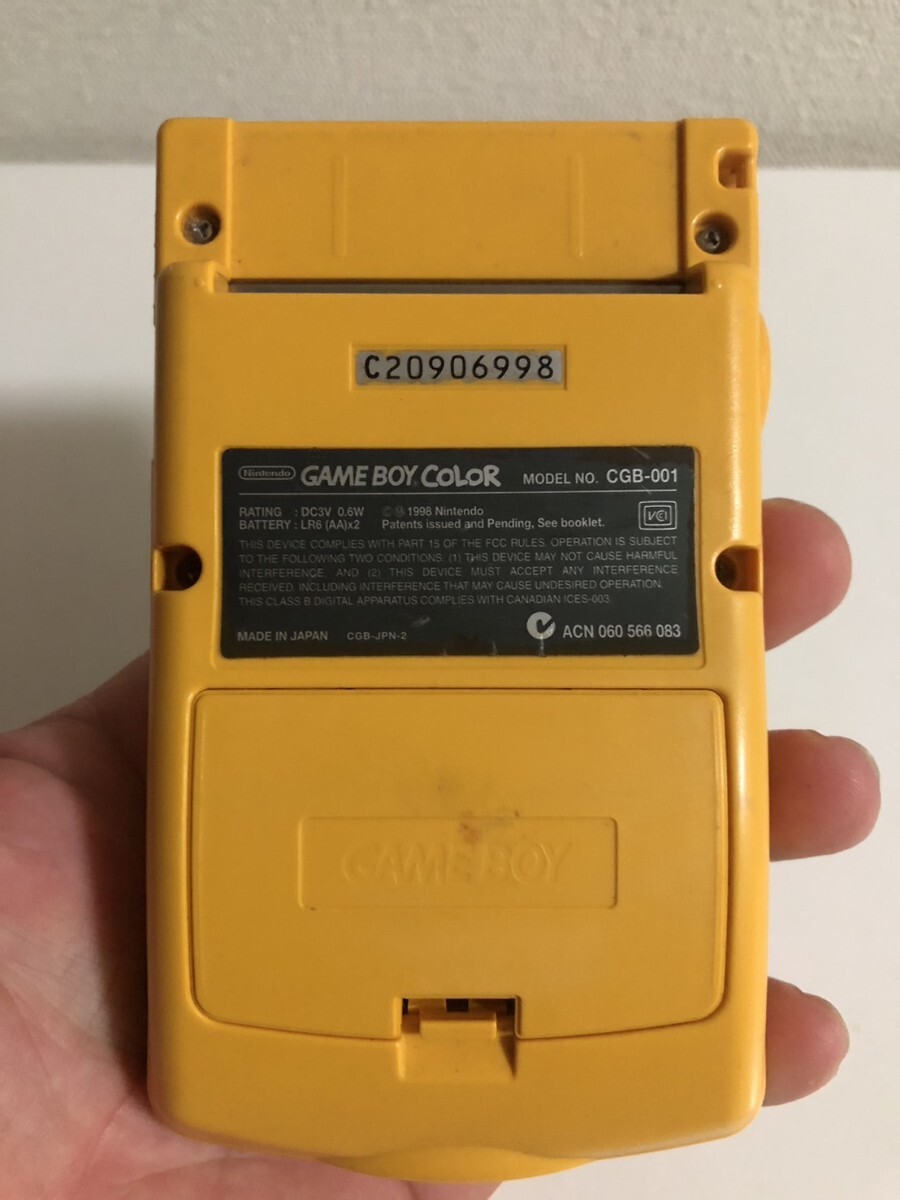 C20906998
Nintendo GAME BOY COLOR MODEL NO. CGB-001
RATING : DC3V 0.6W © Ⓜ 1998 Nintendo
BATTERY : LR6 (AA)x2 Patents issued and Pending, See booklet.
VCI
THIS DEVICE COMPLIES WITH PART 15 OF THE FCC RULES. OPERATION IS SUBJECT
TO THE FOLLOWING TWO CONDITIONS: (1) THIS DEVICE MAY NOT CAUSE HARMFUL
INTERFERENCE, AND (2) THIS DEVICE MUST ACCEPT ANY INTERFERENCE
RECEIVED, INCLUDING INTERFERENCE THAT MAY CAUSE UNDESIRED OPERATION.
THIS CLASS B DIGITAL APPARATUS COMPLIES WITH CANADIAN ICES-003.
MADE IN JAPAN CGB-JPN-2 ACN 060 566 083
GAME BOY